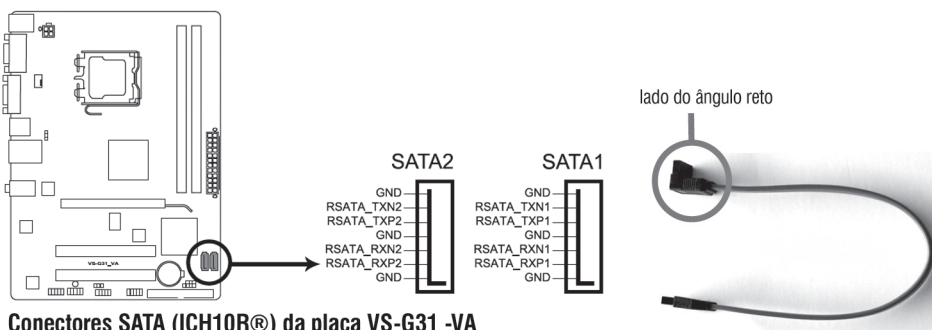 lado do ângulo reto
SATA2
GND
RSATA_TXN2
RSATA_TXP2
GND
RSATA_RXN2
RSATA_RXP2
GND
SATA1
GND
RSATA_TXN1
RSATA_TXP1
GND
RSATA_RXN1
RSATA_RXP1
GND
VS-G31_VA
Conectores SATA (ICH10R®) da placa VS-G31 -VA